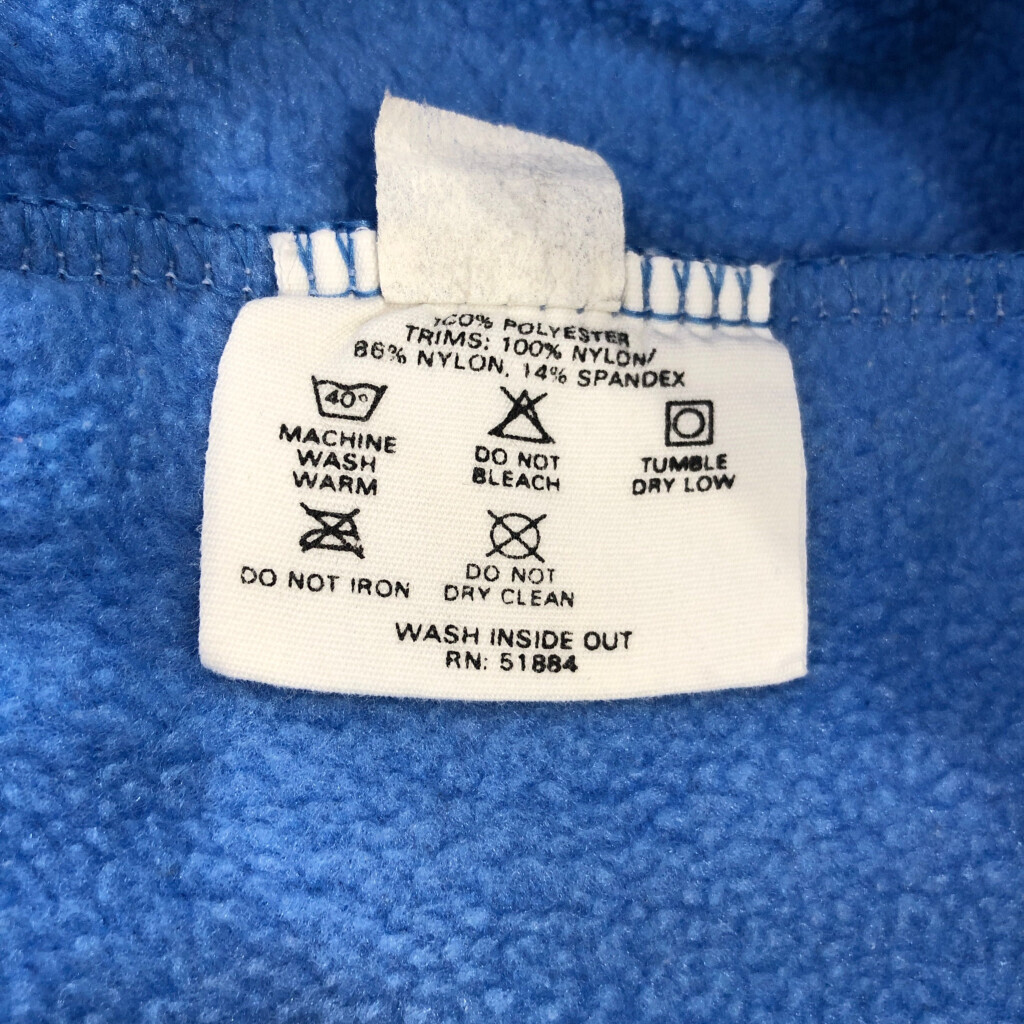 100% POLYESTER
TRIMS: 100% NYLON/
86% NYLON, 14% SPANDEX
40°
MACHINE
WASH
WARM
DO NOT
BLEACH
TUMBLE
DRY LOW
DO NOT IRON
DO NOT
DRY CLEAN
WASH INSIDE OUT
RN: 51884